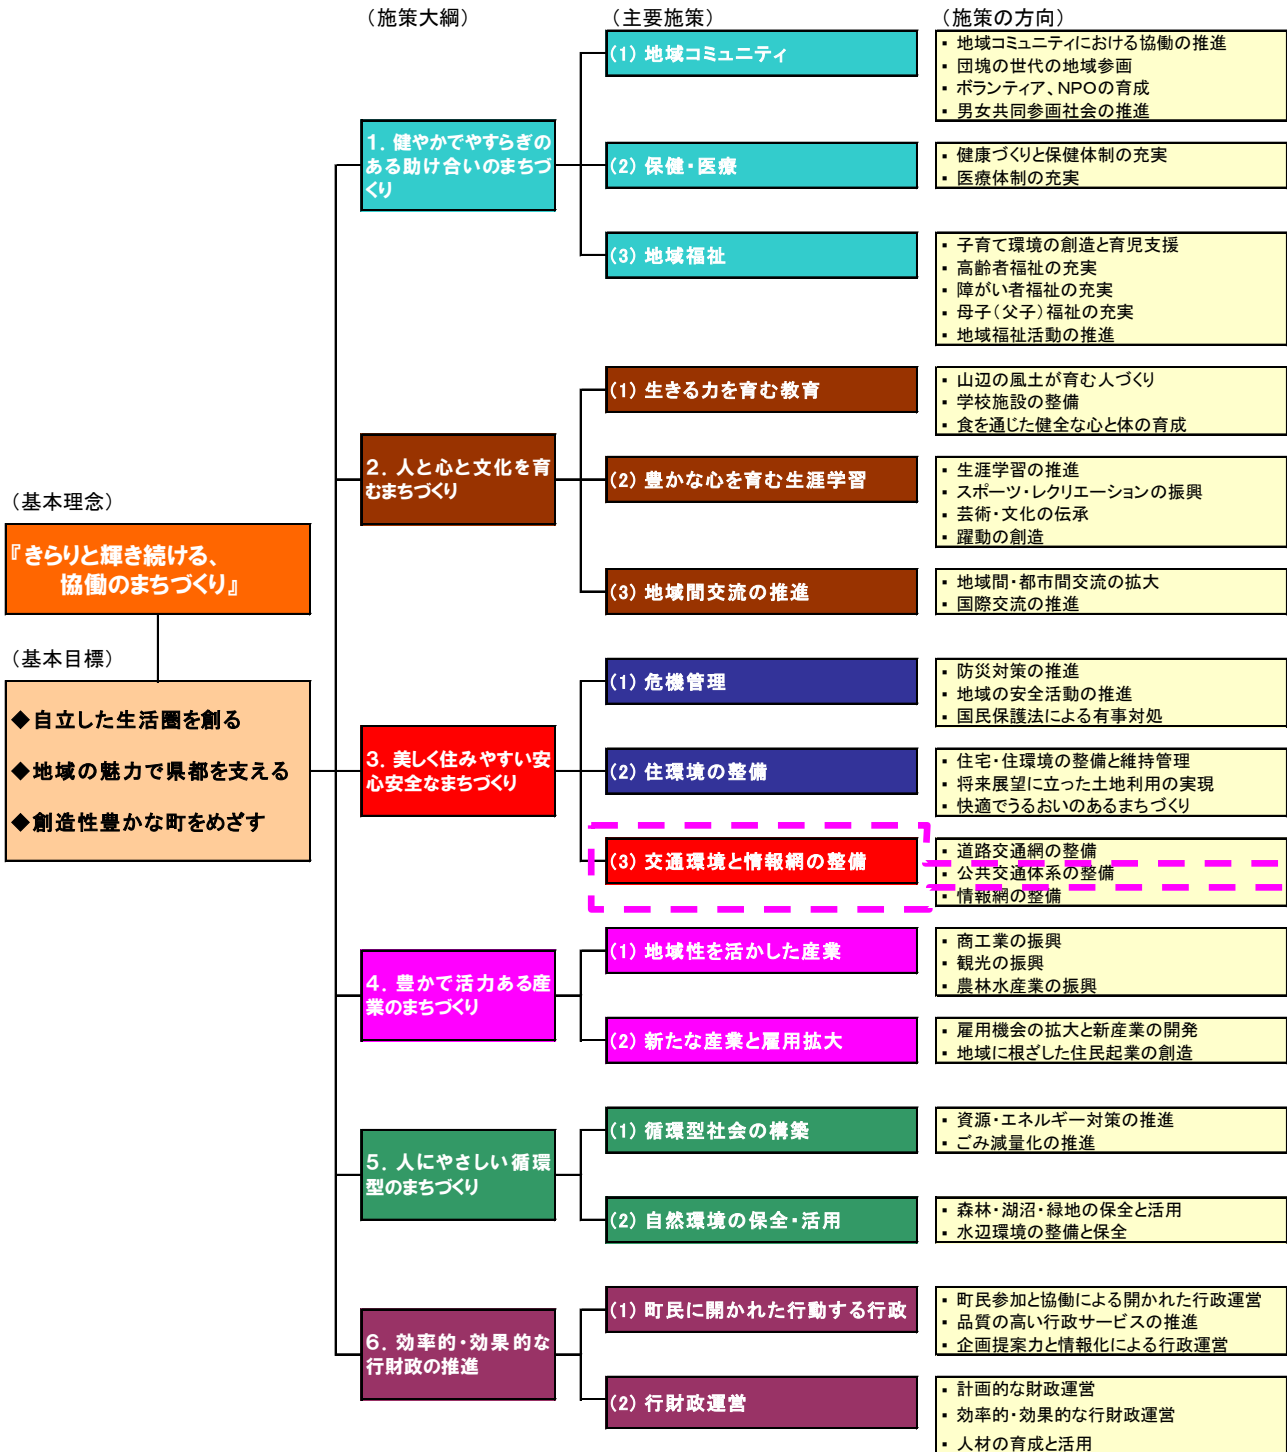 （施策大綱）
（主要施策）
（施策の方向）
（基本理念）
『きらりと輝き続ける、
協働のまちづくり』
（基本目標）
◆自立した生活圏を創る
◆地域の魅力で県都を支える
◆創造性豊かな町をめざす
１．健やかでやすらぎの
ある助け合いのまちづ
くり
(1) 地域コミュニティ
▪ 地域コミュニティにおける協働の推進
▪ 団塊の世代の地域参画
▪ ボランティア、NPOの育成
▪ 男女共同参画社会の推進
(2) 保健・医療
▪ 健康づくりと保健体制の充実
▪ 医療体制の充実
(3) 地域福祉
▪ 子育て環境の創造と育児支援
▪ 高齢者福祉の充実
▪ 障がい者福祉の充実
▪ 母子（父子）福祉の充実
▪ 地域福祉活動の推進
２．人と心と文化を育
むまちづくり
(1) 生きる力を育む教育
▪ 山辺の風土が育む人づくり
▪ 学校施設の整備
▪ 食を通じた健全な心と体の育成
(2) 豊かな心を育む生涯学習
▪ 生涯学習の推進
▪ スポーツ・レクリエーションの振興
▪ 芸術・文化の伝承
▪ 躍動の創造
(3) 地域間交流の推進
▪ 地域間・都市間交流の拡大
▪ 国際交流の推進
３．美しく住みやすい安
心安全なまちづくり
(1) 危機管理
▪ 防災対策の推進
▪ 地域の安全活動の推進
▪ 国民保護法による有事対処
(2) 住環境の整備
▪ 住宅・住環境の整備と維持管理
▪ 将来展望に立った土地利用の実現
▪ 快適でうるおいのあるまちづくり
(3) 交通環境と情報網の整備
▪ 道路交通網の整備
▪ 公共交通体系の整備
▪ 情報網の整備
４．豊かで活力ある産
業のまちづくり
(1) 地域性を活かした産業
▪ 商工業の振興
▪ 観光の振興
▪ 農林水産業の振興
(2) 新たな産業と雇用拡大
▪ 雇用機会の拡大と新産業の開発
▪ 地域に根ざした住民起業の創造
５．人にやさしい循環
型のまちづくり
(1) 循環型社会の構築
▪ 資源・エネルギー対策の推進
▪ ごみ減量化の推進
(2) 自然環境の保全・活用
▪ 森林・湖沼・緑地の保全と活用
▪ 水辺環境の整備と保全
６．効率的・効果的な
行財政の推進
(1) 町民に開かれた行動する行政
▪ 町民参加と協働による開かれた行政運営
▪ 品質の高い行政サービスの推進
▪ 企画提案力と情報化による行政運営
(2) 行財政運営
▪ 計画的な財政運営
▪ 効率的・効果的な行財政運営
▪ 人材の育成と活用